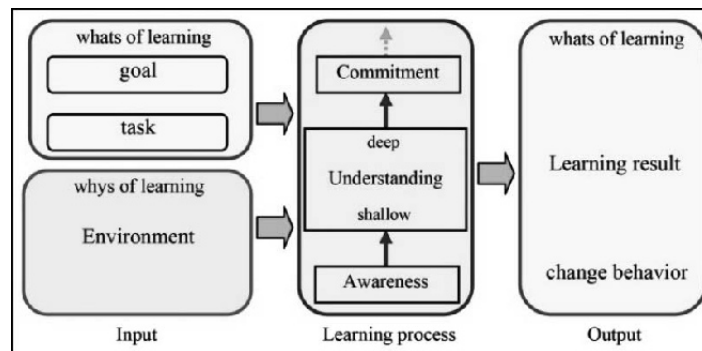 whats of learning
goal
task
whys of learning
Environment
Input
Commitment
deep
Understanding
shallow
Awareness
Learning process
whats of learning
Learning result
change behavior
Output